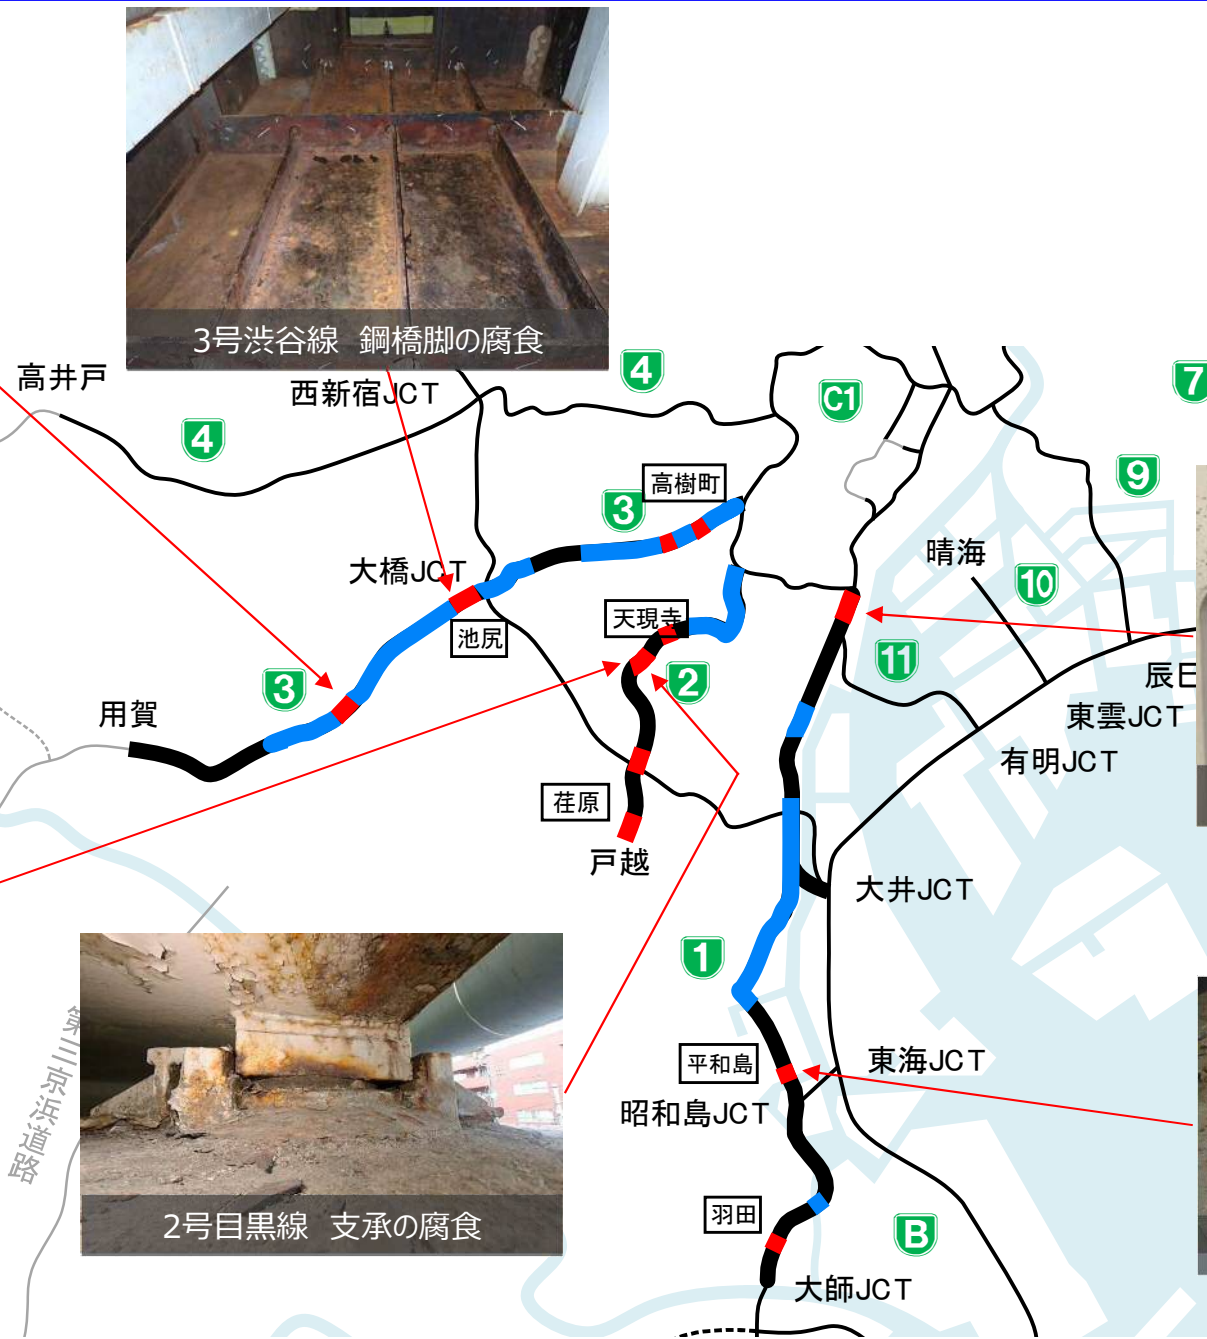 3号渋谷線 鋼橋脚の腐食
高井戸
西新宿JCT
4
4
C1
7
高樹町
3
9
大橋JCT
晴海
10
天現寺
池尻
11
3
2
辰巳
用賀
東雲JCT
有明JCT
荏原
戸越
大井JCT
1
第三京浜道路
平和島
東海JCT
昭和島JCT
羽田
2号目黒線 支承の腐食
B
大師JCT